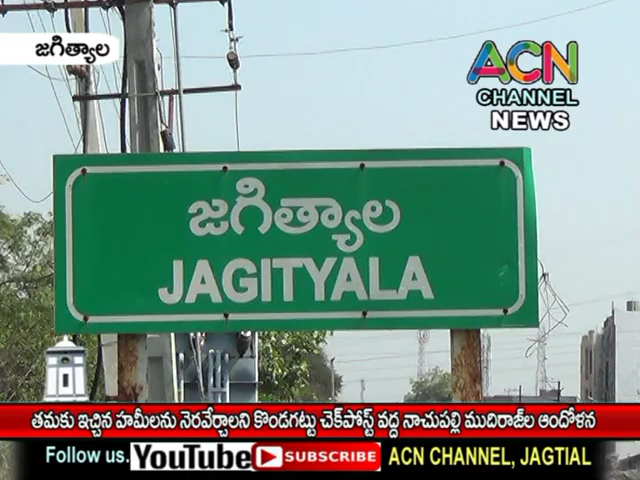 జగిత్యాల
ACN
CHANNEL
NEWS
జగిత్యాల
JAGITYALA
తమకు ఇచ్చిన హమీలను నెరవేర్చాలని కొండగట్టు చెక్‌పోస్ట్ వద్ద నాచుపల్లి ముదిరాజ్‌ల ఆందోళన
Follow us. YouTube SUBSCRIBE ACN CHANNEL, JAGTIAL